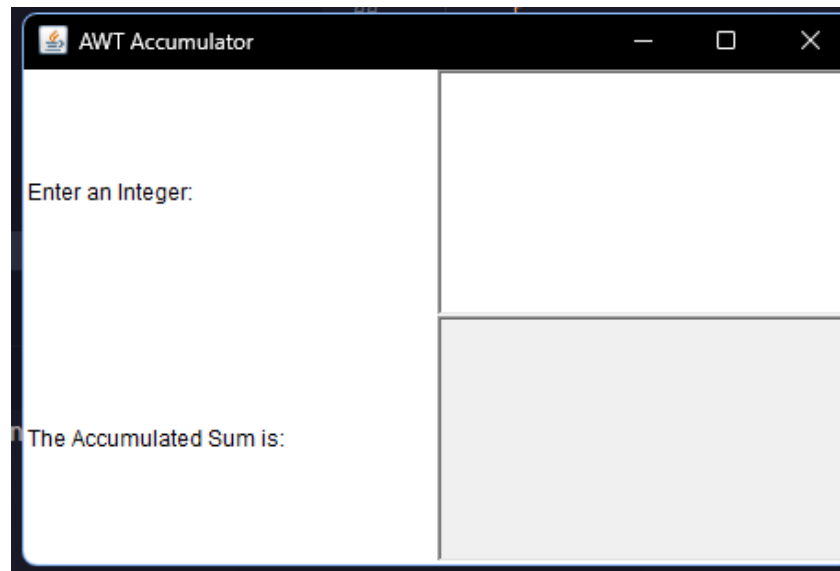 AWT Accumulator
Enter an Integer:
The Accumulated Sum is: